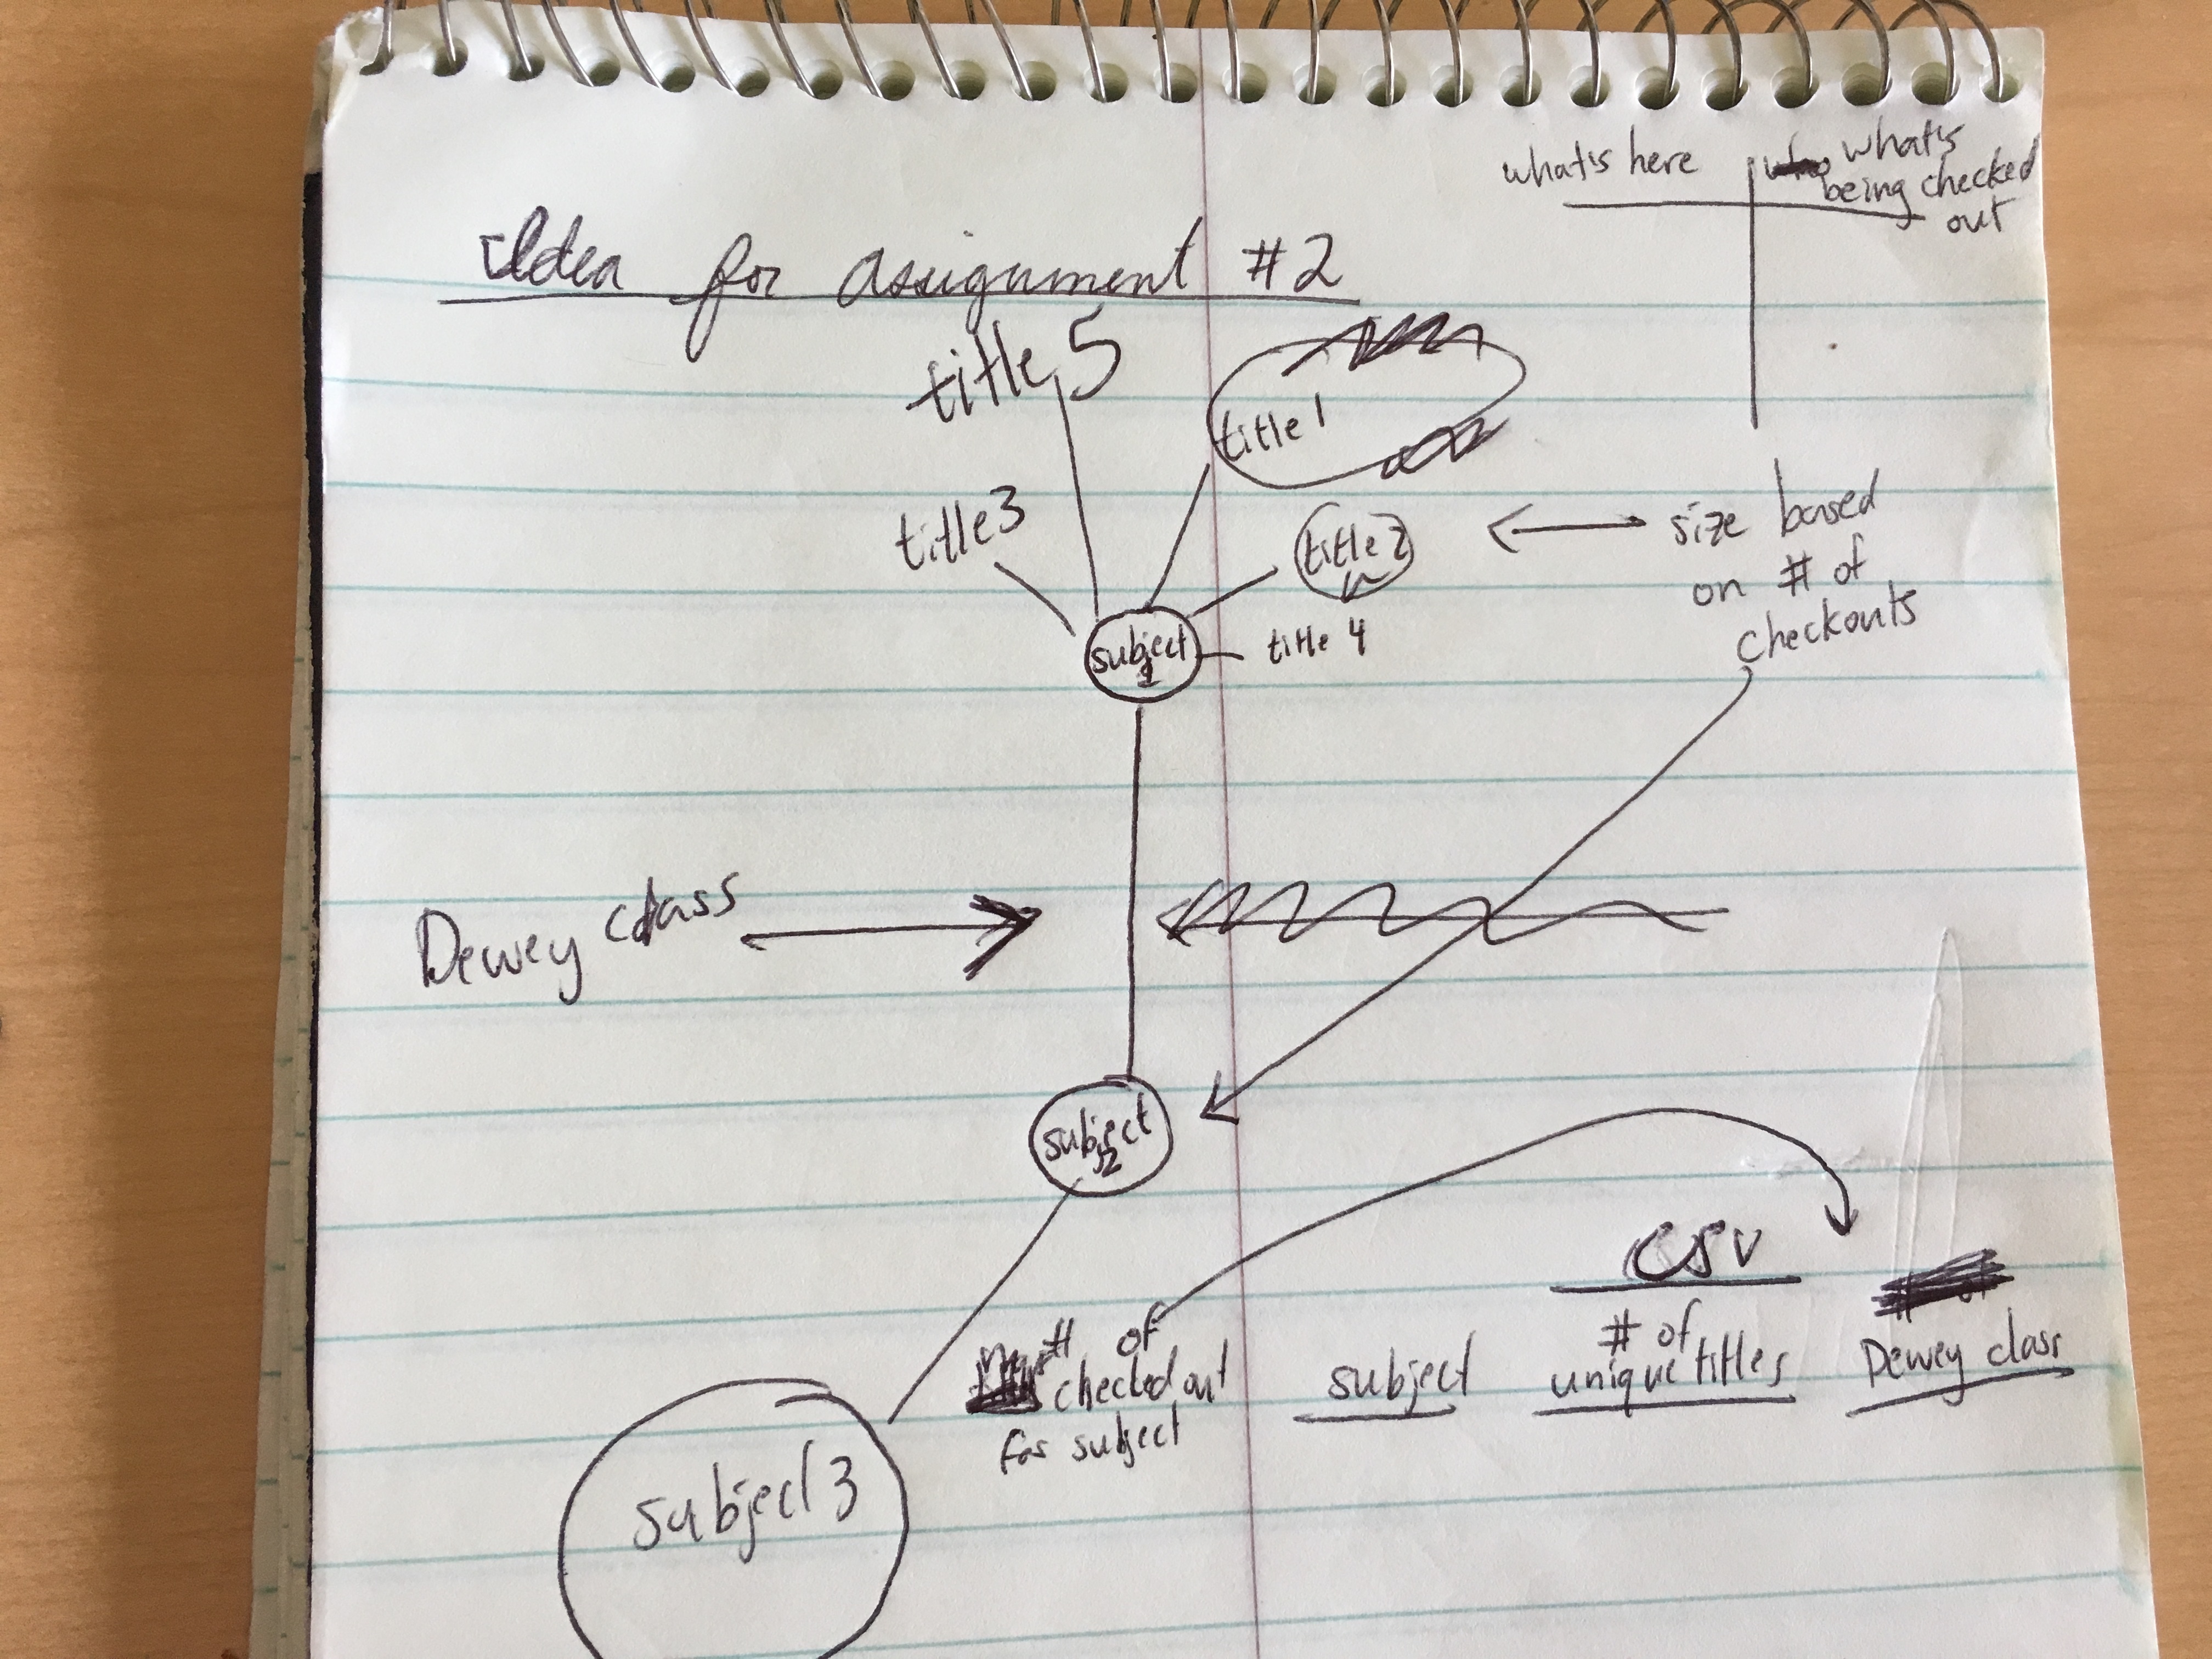 what's here
what's
being checked
out
Idea for assignment #2
title 5
title 1
title 3
title 2
size based
on # of
checkouts
subject
1
title 4
Dewey class
subject
2
CSV
# of
checked out
for subject
subject
# of
unique titles
Dewey class
subject 3